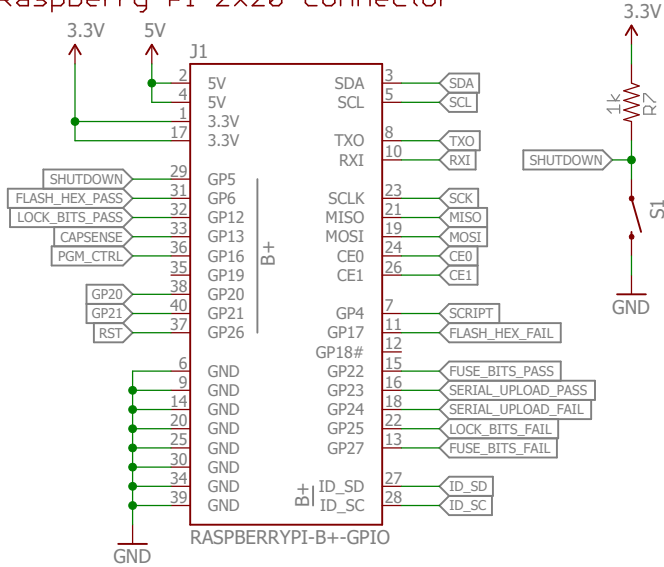 Raspberry Pi 2x20 connector
3.3V 5V
J1
2 5V
4 5V
1 3.3V
17 3.3V
SHUTDOWN 29 GP5
FLASH_HEX_PASS 31 GP6
LOCK_BITS_PASS 32 GP12
CAPSENSE 33 GP13
PGM_CTRL 36 GP16
35 GP19
GP20 38 GP20
GP21 40 GP21
RST 37 GP26
B+
6 GND
9 GND
14 GND
20 GND
25 GND
30 GND
34 GND
39 GND
GND
SDA 3 SDA
SCL 5 SCL
TXO 8 TXO
RXI 10 RXI
SCLK 23 SCK
MISO 21 MISO
MOSI 19 MOSI
CE0 24 CE0
CE1 26 CE1
GP4 7 SCRIPT
GP17 11 FLASH_HEX_FAIL
GP18# 12
GP22 15 FUSE_BITS_PASS
GP23 16 SERIAL_UPLOAD_PASS
GP24 18 SERIAL_UPLOAD_FAIL
GP25 22 LOCK_BITS_FAIL
GP27 13 FUSE_BITS_FAIL
B+
ID_SD 27 ID_SD
ID_SC 28 ID_SC
RASPBERRYPI-B+-GPIO
3.3V
1k
R7
SHUTDOWN
S1
GND